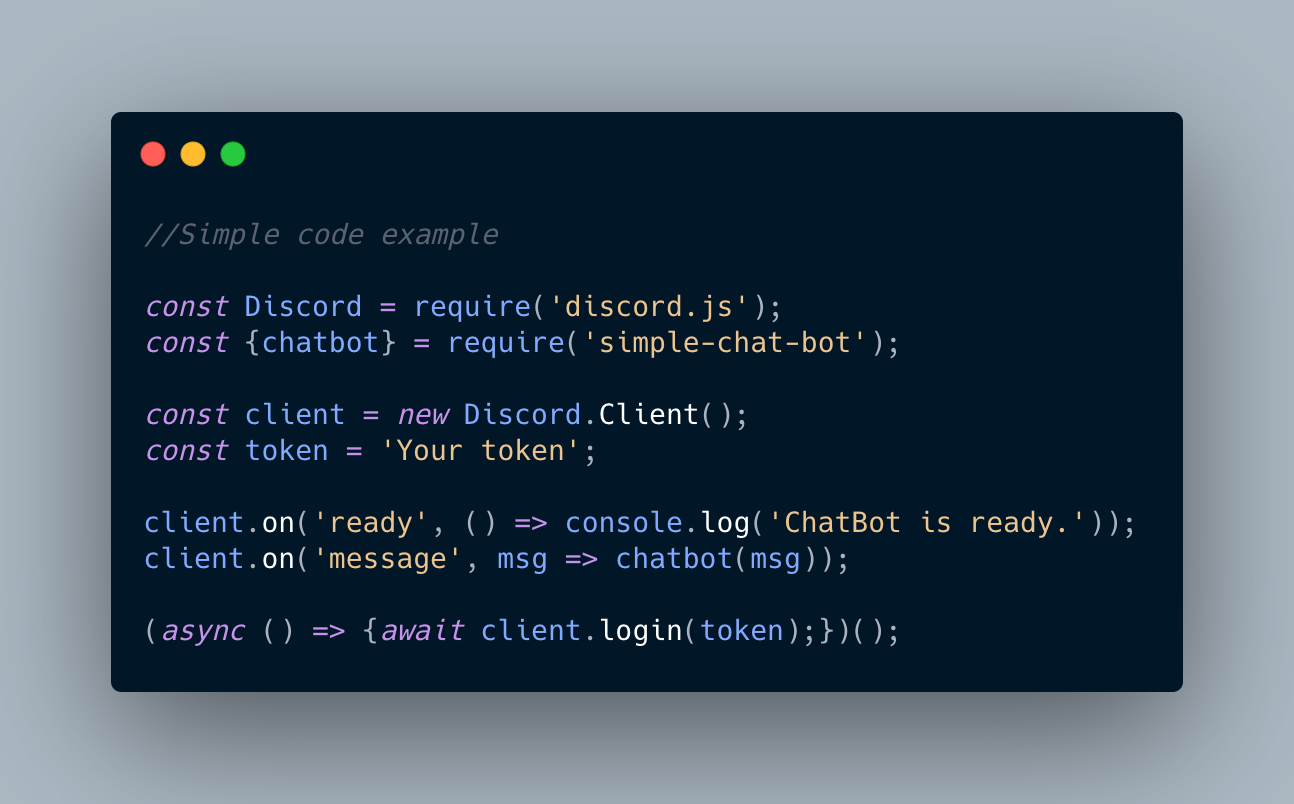 //Simple code example
const Discord = require('discord.js');
const {chatbot} = require('simple-chat-bot');
const client = new Discord.Client();
const token = 'Your token';
client.on('ready', () => console.log('ChatBot is ready.'));
client.on('message', msg => chatbot(msg));
(async () => {await client.login(token);})();